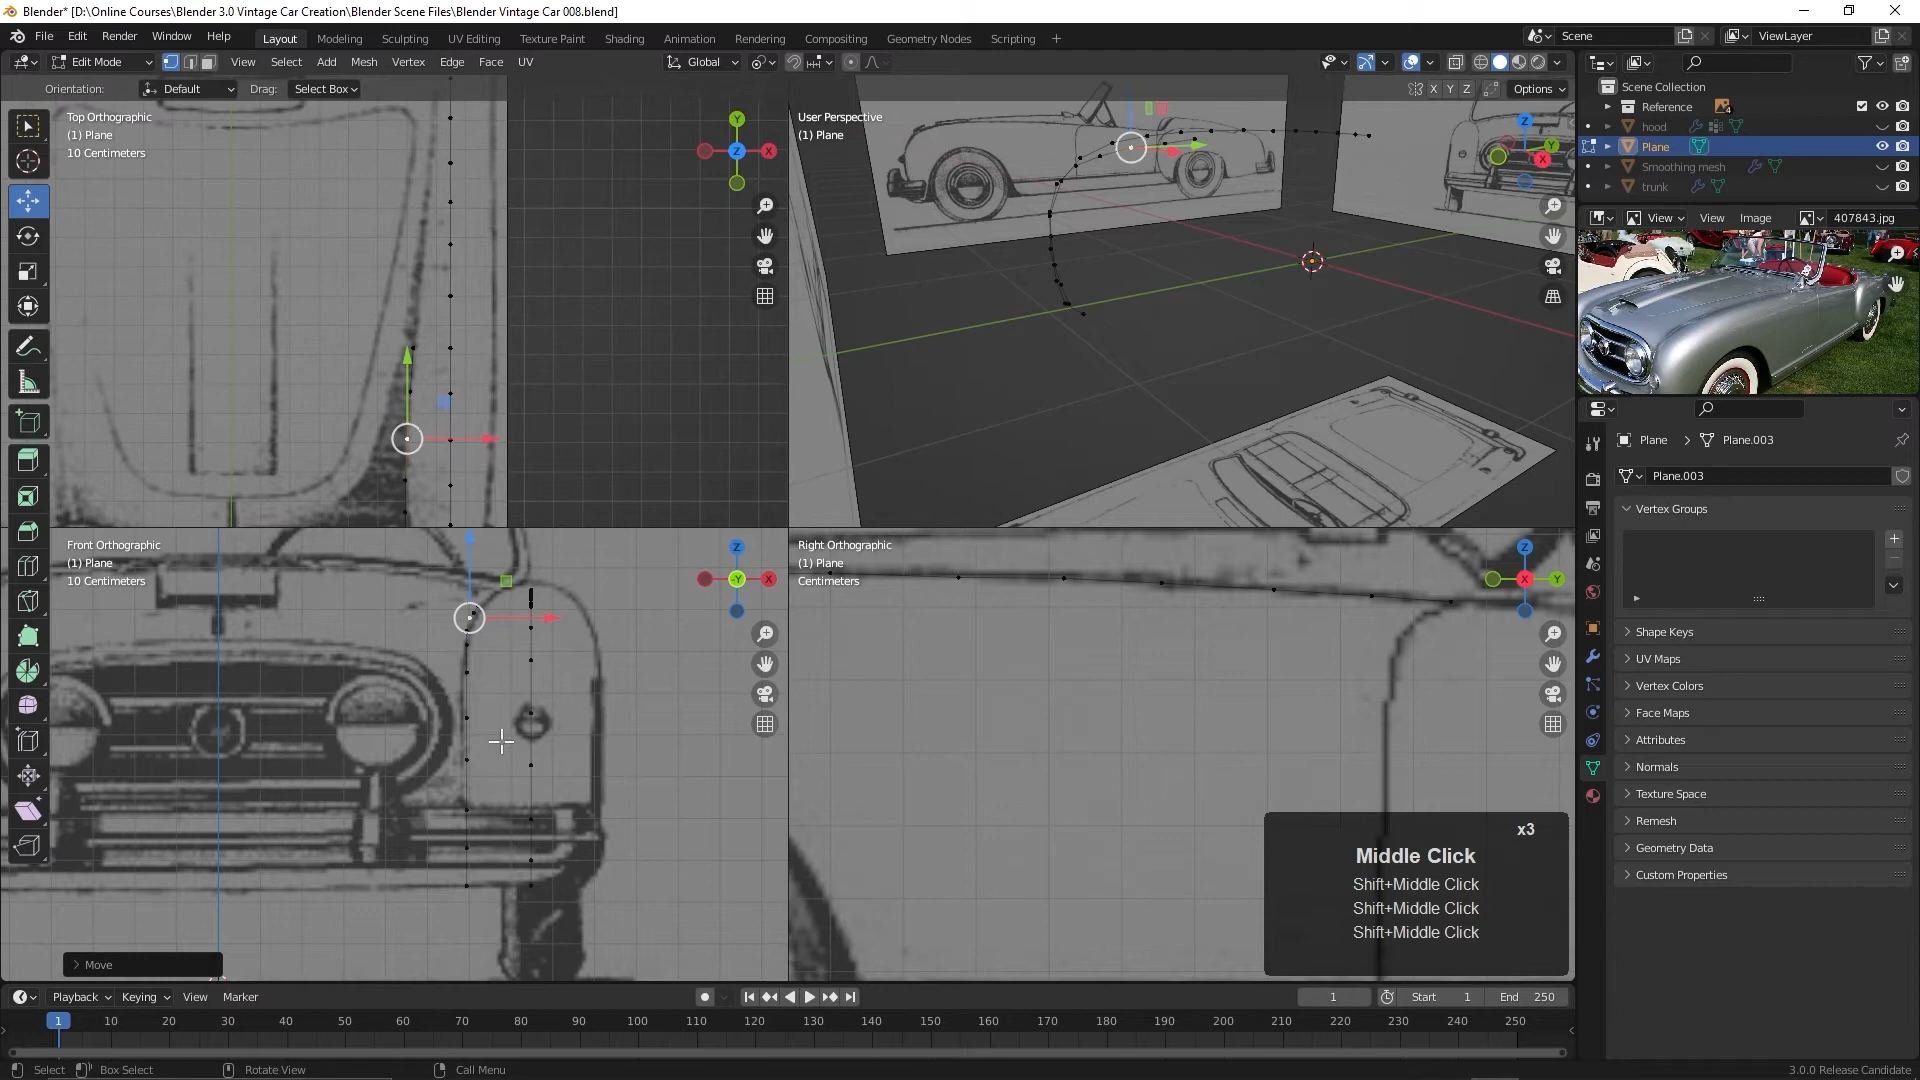 Blender* [D:\Online Courses\Blender 3.0 Vintage Car Creation\Blender Scene Files\Blender Vintage Car 008.blend]
File Edit Render Window Help Layout Modeling Sculpting UV Editing Texture Paint Shading Animation Rendering Compositing Geometry Nodes Scripting + Scene ViewLayer
Edit Mode View Select Add Mesh Vertex Edge Face UV Global
Orientation: Default Drag: Select Box X Y Z Options
Scene Collection
Reference 4
hood
Plane
Smoothing mesh
trunk
Top Orthographic
(1) Plane
10 Centimeters
Y
Z
X
User Perspective
(1) Plane
Z
Y
X
View View Image 407843.jpg
Plane > Plane.003
Plane.003
Vertex Groups
Shape Keys
UV Maps
Vertex Colors
Face Maps
Attributes
Normals
Texture Space
Remesh
Geometry Data
Custom Properties
Front Orthographic
(1) Plane
10 Centimeters
Z
-Y
X
Right Orthographic
(1) Plane
Centimeters
Z
X
Y
x3
Middle Click
Shift+Middle Click
Shift+Middle Click
Shift+Middle Click
> Move
Playback Keying View Marker 1 Start 1 End 250
1 10 20 30 40 50 60 70 80 90 100 110 120 130 140 150 160 170 180 190 200 210 220 230 240 250
Select Box Select Rotate View Call Menu 3.0.0 Release Candidate